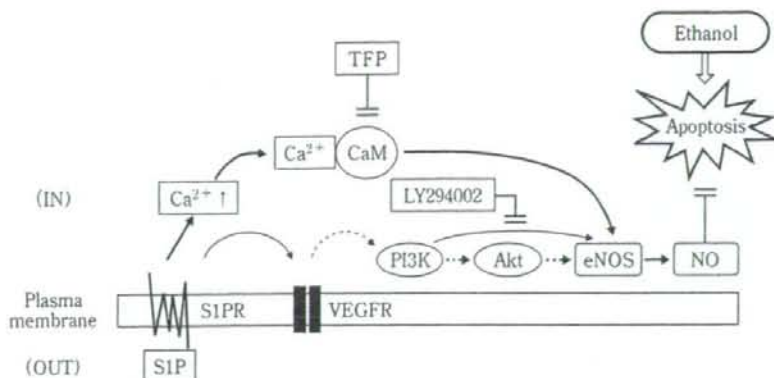 Ethanol
TFP
Apoptosis
Ca²⁺ CaM
(IN)
Ca²⁺ ↑
LY294002
PI3K Akt eNOS NO
Plasma
membrane
S1PR VEGFR
(OUT)
S1P